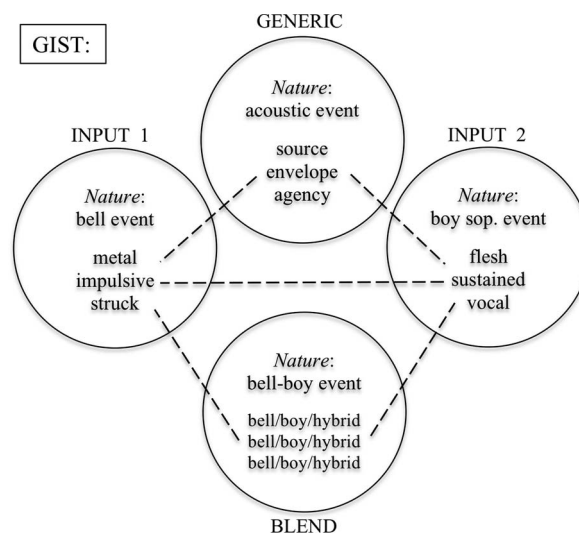 GIST:
GENERIC
Nature:
acoustic event
source
envelope
agency
INPUT 1
Nature:
bell event
metal
impulsive
struck
INPUT 2
Nature:
boy sop. event
flesh
sustained
vocal
Nature:
bell-boy event
bell/boy/hybrid
bell/boy/hybrid
bell/boy/hybrid
BLEND